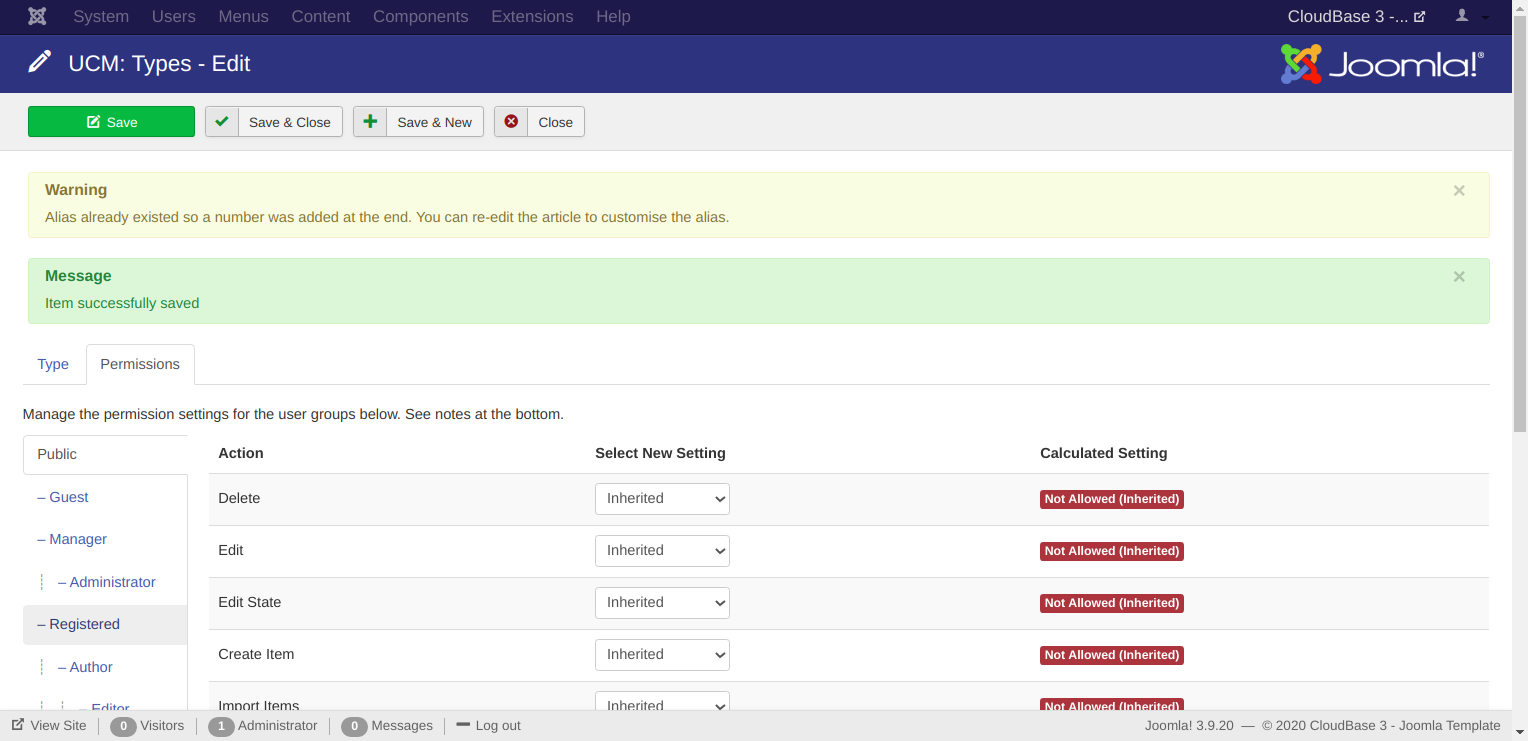 System Users Menus Content Components Extensions Help CloudBase 3 -...
UCM: Types - Edit Joomla!®
Save Save & Close Save & New Close
Warning ×
Alias already existed so a number was added at the end. You can re-edit the article to customise the alias.
Message ×
Item successfully saved
Type Permissions
Manage the permission settings for the user groups below. See notes at the bottom.
Public
– Guest
– Manager
– Administrator
– Registered
– Author
– Editor
Action Select New Setting Calculated Setting
Delete Inherited Not Allowed (Inherited)
Edit Inherited Not Allowed (Inherited)
Edit State Inherited Not Allowed (Inherited)
Create Item Inherited Not Allowed (Inherited)
Import Items Inherited Not Allowed (Inherited)
View Site 0 Visitors 1 Administrator 0 Messages Log out Joomla! 3.9.20 — © 2020 CloudBase 3 - Joomla Template